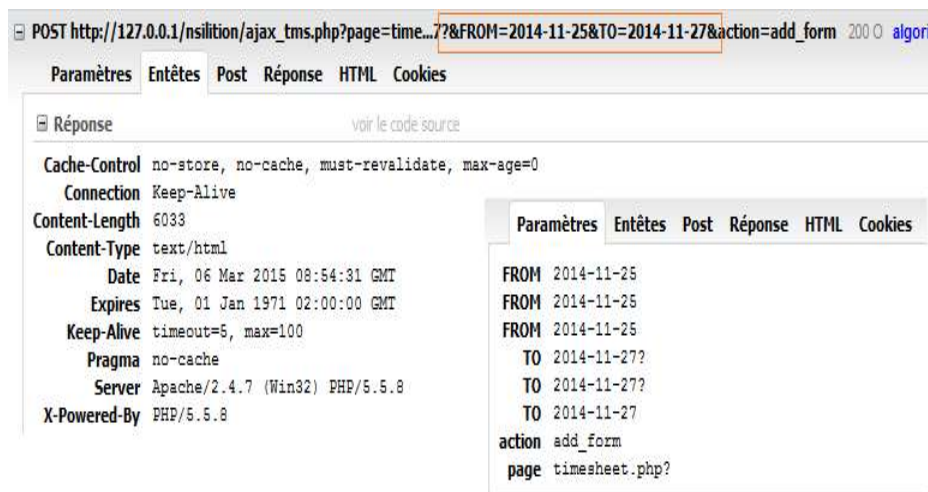 POST http://127.0.0.1/nsilition/ajax_tms.php?page=time...7?&FROM=2014-11-25&TO=2014-11-27&action=add_form 200 O algori
Paramètres Entêtes Post Réponse HTML Cookies
Réponse voir le code source
Cache-Control no-store, no-cache, must-revalidate, max-age=0
Connection Keep-Alive
Content-Length 6033
Content-Type text/html
Date Fri, 06 Mar 2015 08:54:31 GMT
Expires Tue, 01 Jan 1971 02:00:00 GMT
Keep-Alive timeout=5, max=100
Pragma no-cache
Server Apache/2.4.7 (Win32) PHP/5.5.8
X-Powered-By PHP/5.5.8
Paramètres Entêtes Post Réponse HTML Cookies
FROM 2014-11-25
FROM 2014-11-25
FROM 2014-11-25
TO 2014-11-27?
TO 2014-11-27?
TO 2014-11-27
action add_form
page timesheet.php?